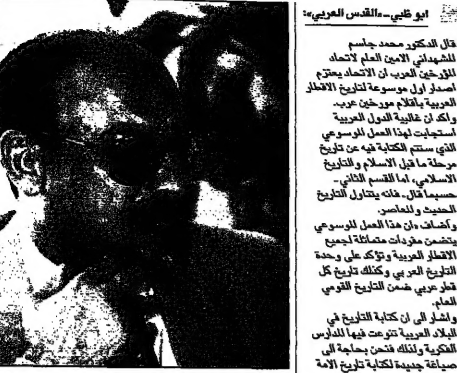 ابو ظبي ـ «القدس العربي»:
قال الدكتور محمد جاسم
المشهداني الامين العام لاتحاد
المؤرخين العرب ان الاتحاد يعتزم
اصدار اول موسوعة لتاريخ الاقطار
العربية بأقلام مورخين عرب.
واكد ان غالبية الدول العربية
استجابت لهذا العمل الموسوعي
الذي ستتم الكتابة فيه عن تاريخ
مرحلة ما قبل الاسلام والتاريخ
الاسلامي، اما القسم الثاني ـ
حسبما قال ـ فانه يتناول التاريخ
الحديث والمعاصر.
وأضاف «ان هذا العمل الموسوعي
يتضمن مفردات متماثلة لجميع
الاقطار العربية وتؤكد على وحدة
التاريخ العربي وكذلك تاريخ كل
قطر عربي ضمن التاريخ القومي
العام.
واشار الى ان كتابة التاريخ في
البلاد العربية تنوعت فيها المدارس
الفكرية ولذلك فنحن بحاجة الى
صياغة جديدة لكتابة تاريخ الامة